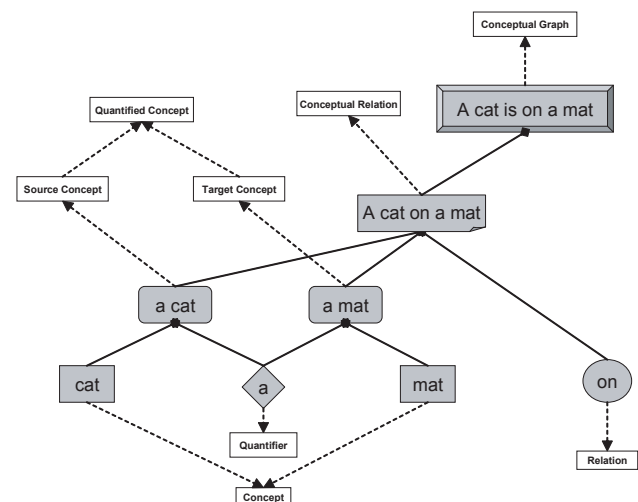 Conceptual Graph
A cat is on a mat
Quantified Concept
Conceptual Relation
Source Concept
Target Concept
A cat on a mat
a cat
a mat
cat
a
mat
on
Quantifier
Relation
Concept